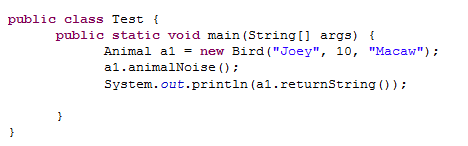 public class Test {
public static void main(String[] args) {
Animal a1 = new Bird("Joey", 10, "Macaw");
a1.animalNoise();
System.out.println(a1.returnString());
}
}